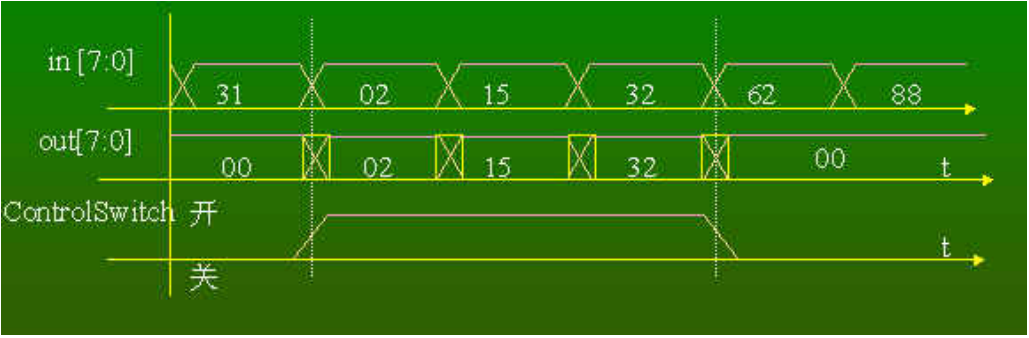 in [7:0]
31 02 15 32 62 88
out[7:0]
00 02 15 32 00 t
ControlSwitch 开
t
关